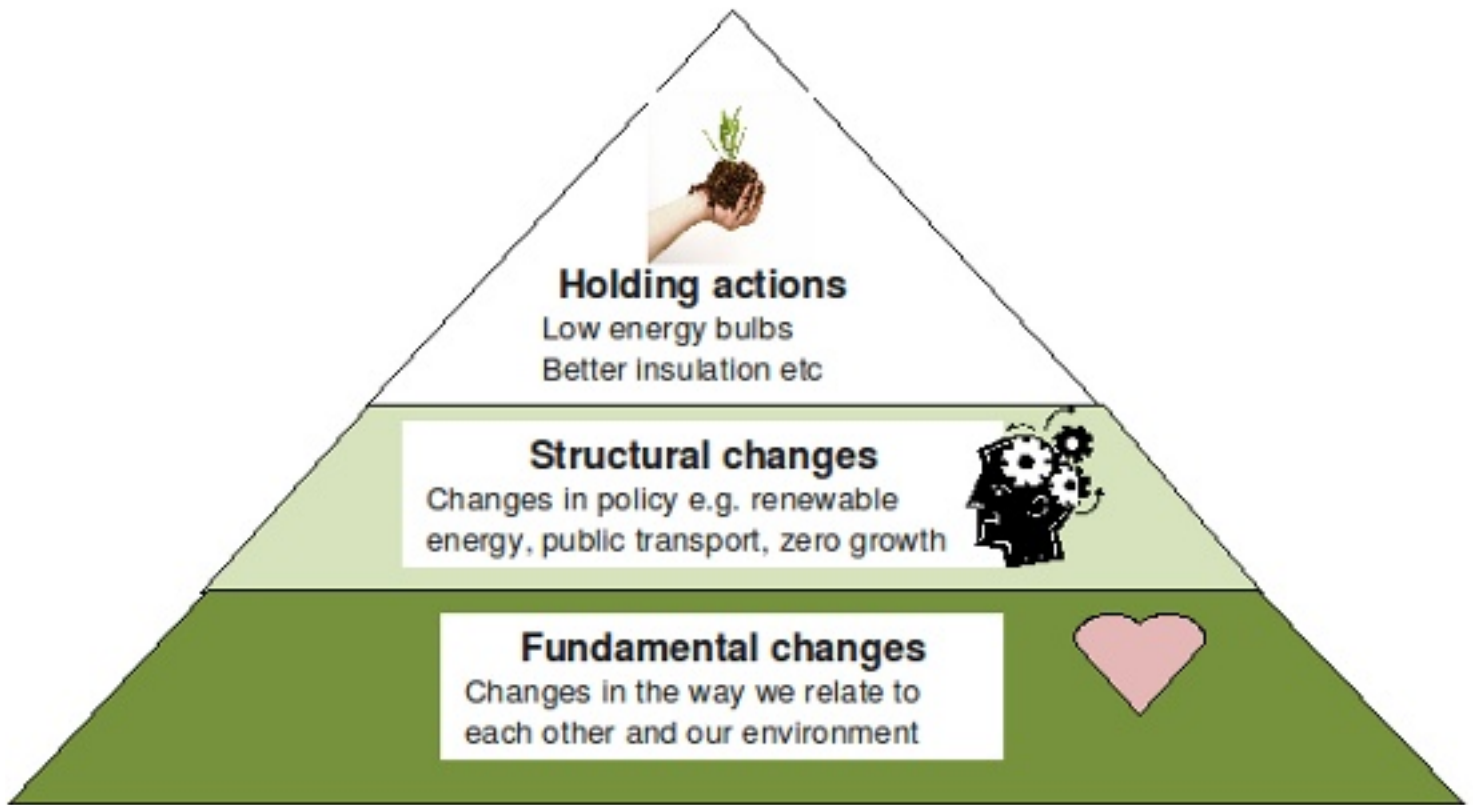 Holding actions
Low energy bulbs
Better insulation etc
Structural changes
Changes in policy e.g. renewable
energy, public transport, zero growth
Fundamental changes
Changes in the way we relate to
each other and our environment